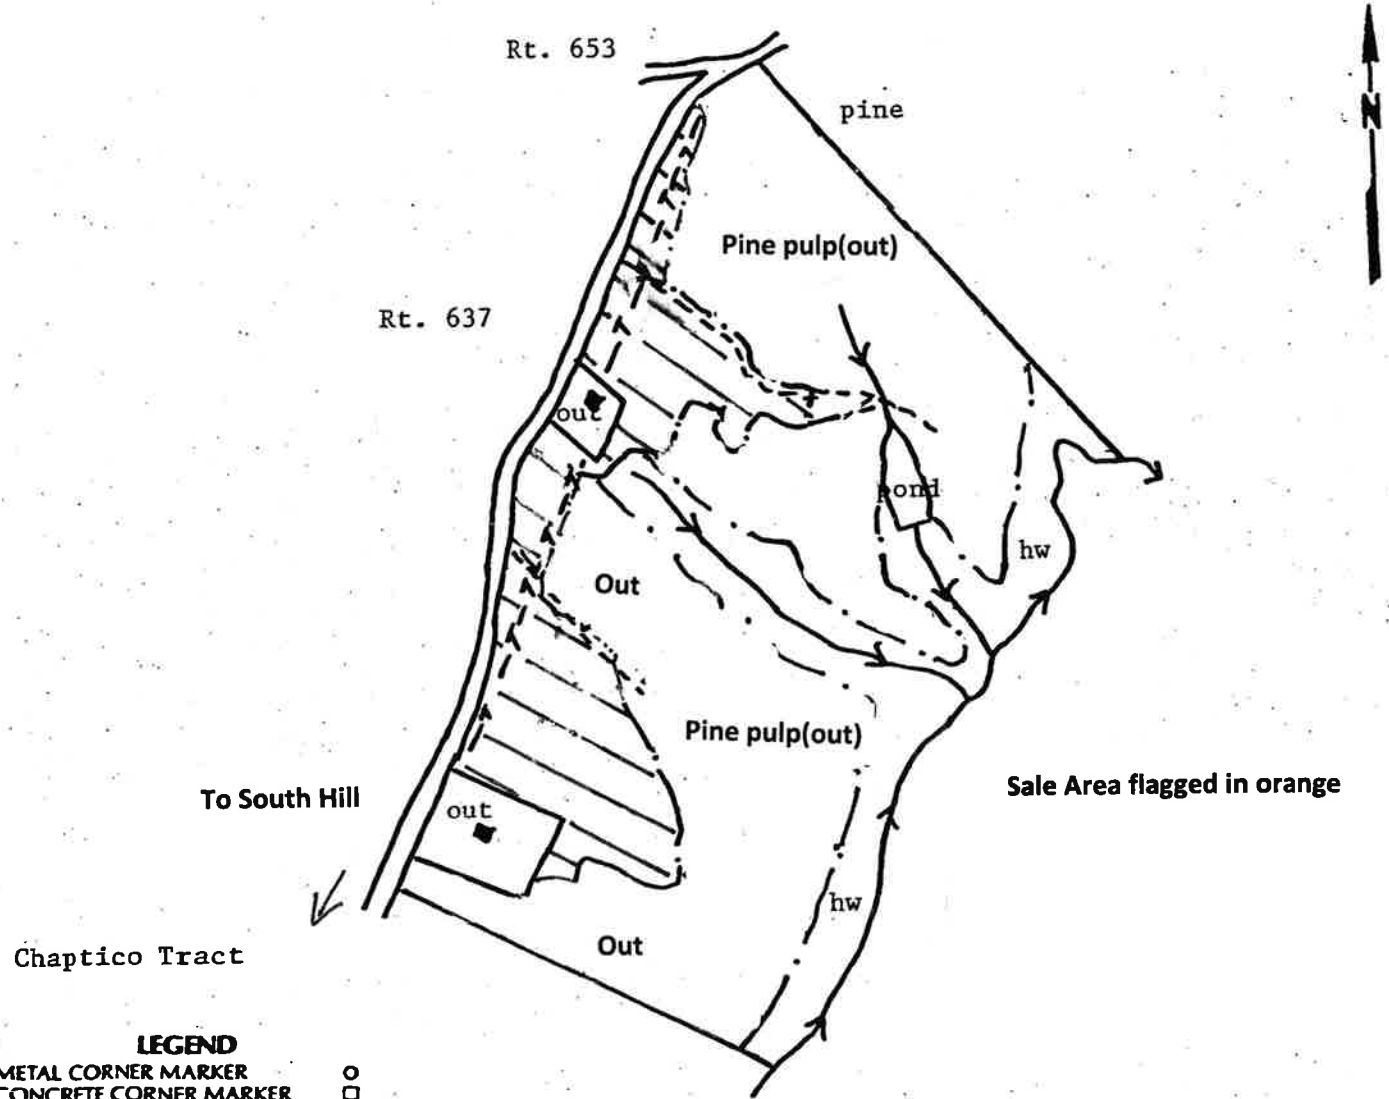 Rt. 653
N
pine
Pine pulp(out)
Rt. 637
out
pond
hw
Out
Pine pulp(out)
To South Hill
Sale Area flagged in orange
out
hw
Out
Chaptico Tract
LEGEND
METAL CORNER MARKER
CONCRETE CORNER MARKER